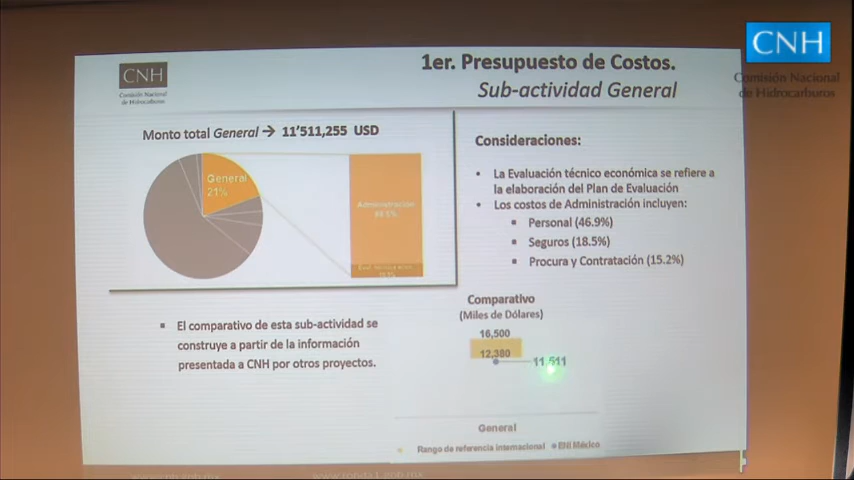 CNH
Comisión Nacional
de Hidrocarburos
CNH
Comisión Nacional
de Hidrocarburos
1er. Presupuesto de Costos.
Sub-actividad General
Monto total General → 11'511,255 USD
General
21%
Administración
Consideraciones:
• La Evaluación técnico económica se refiere a
la elaboración del Plan de Evaluación
• Los costos de Administración incluyen:
▪ Personal (46.9%)
▪ Seguros (18.5%)
▪ Procura y Contratación (15.2%)
▪ El comparativo de esta sub-actividad se
construye a partir de la información
presentada a CNH por otros proyectos.
Comparativo
(Miles de Dólares)
16,500
12,380
11,511
General
Rango de referencia internacional ENI México